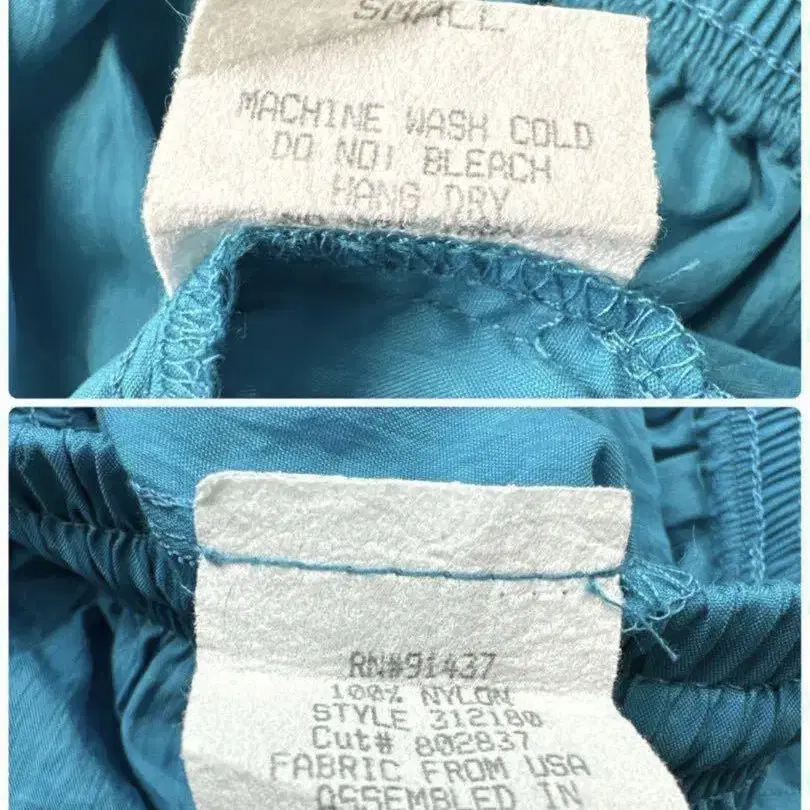 SMALL
MACHINE WASH COLD
DO NOT BLEACH
HANG DRY
RN#91437
100% NYLON
STYLE 312180
Cut# 802837
FABRIC FROM USA
ASSEMBLED IN